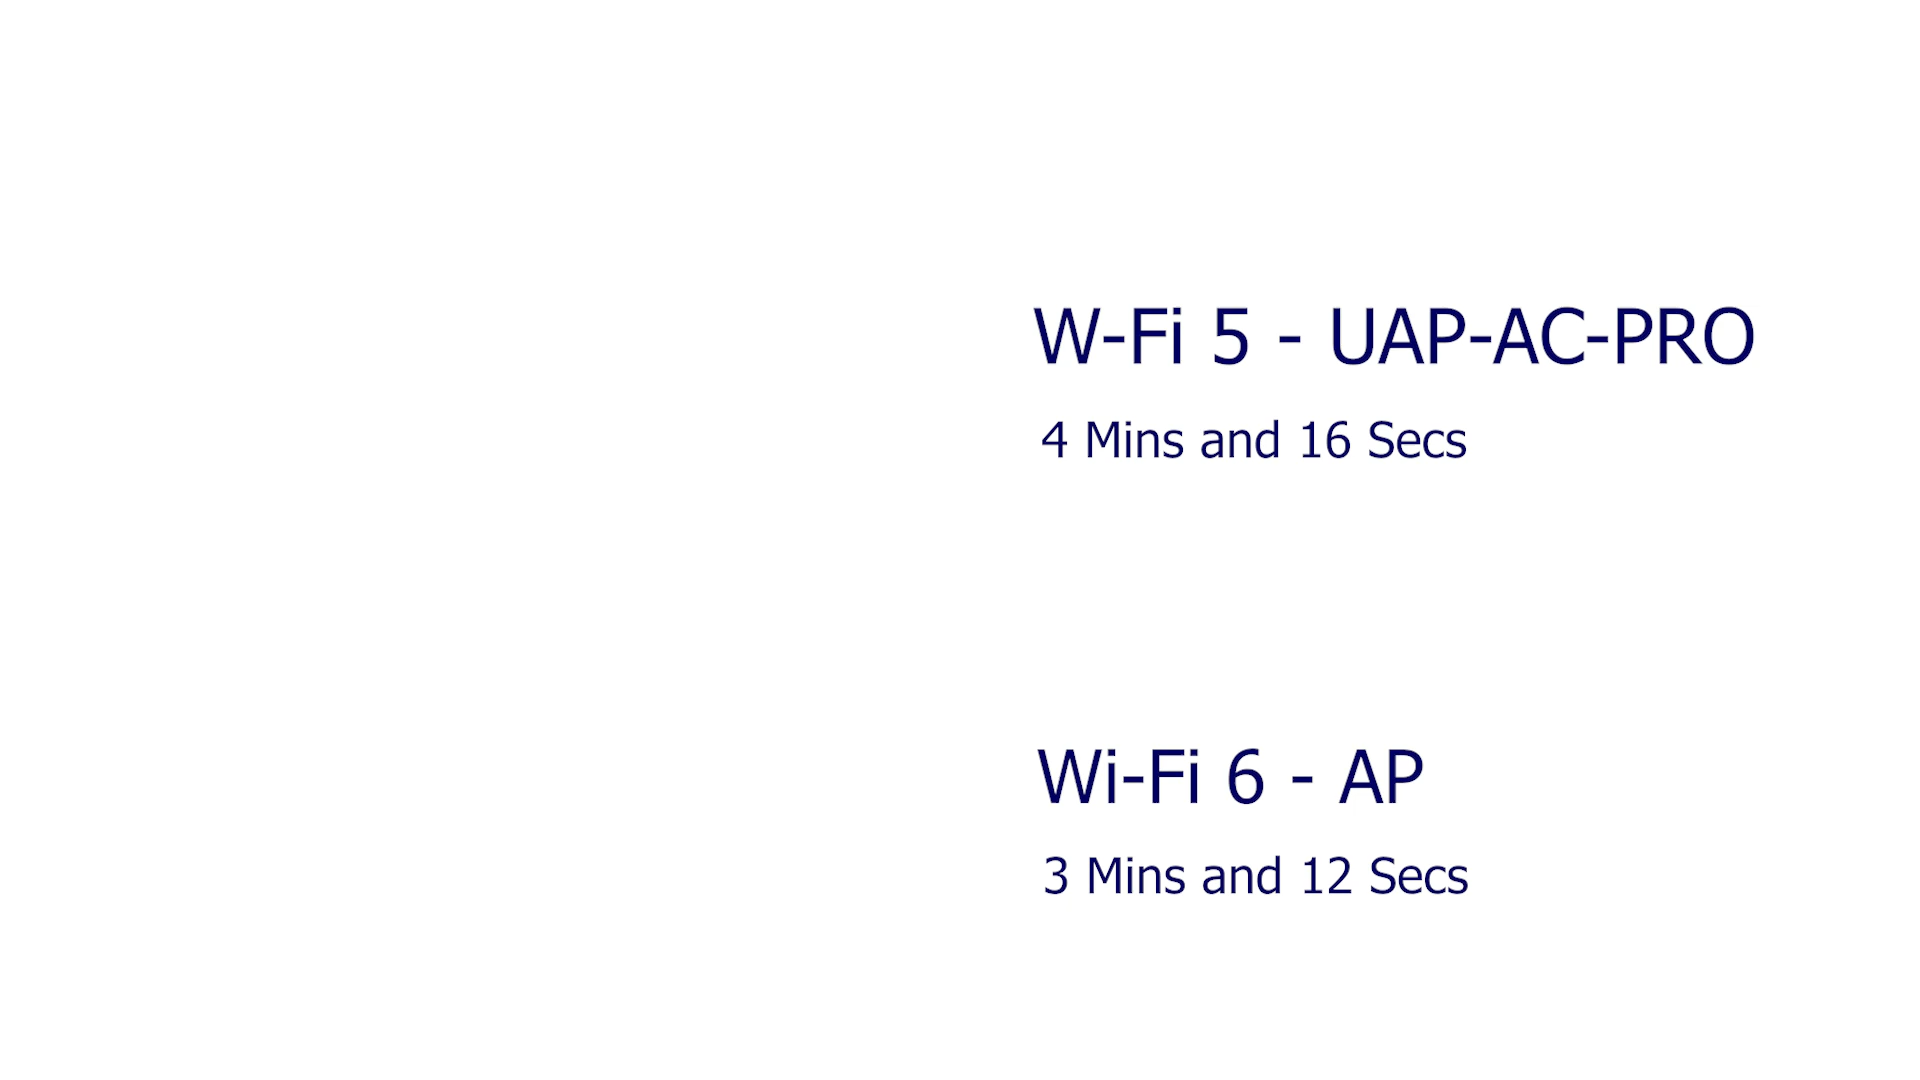 W-Fi 5 - UAP-AC-PRO
4 Mins and 16 Secs
Wi-Fi 6 - AP
3 Mins and 12 Secs